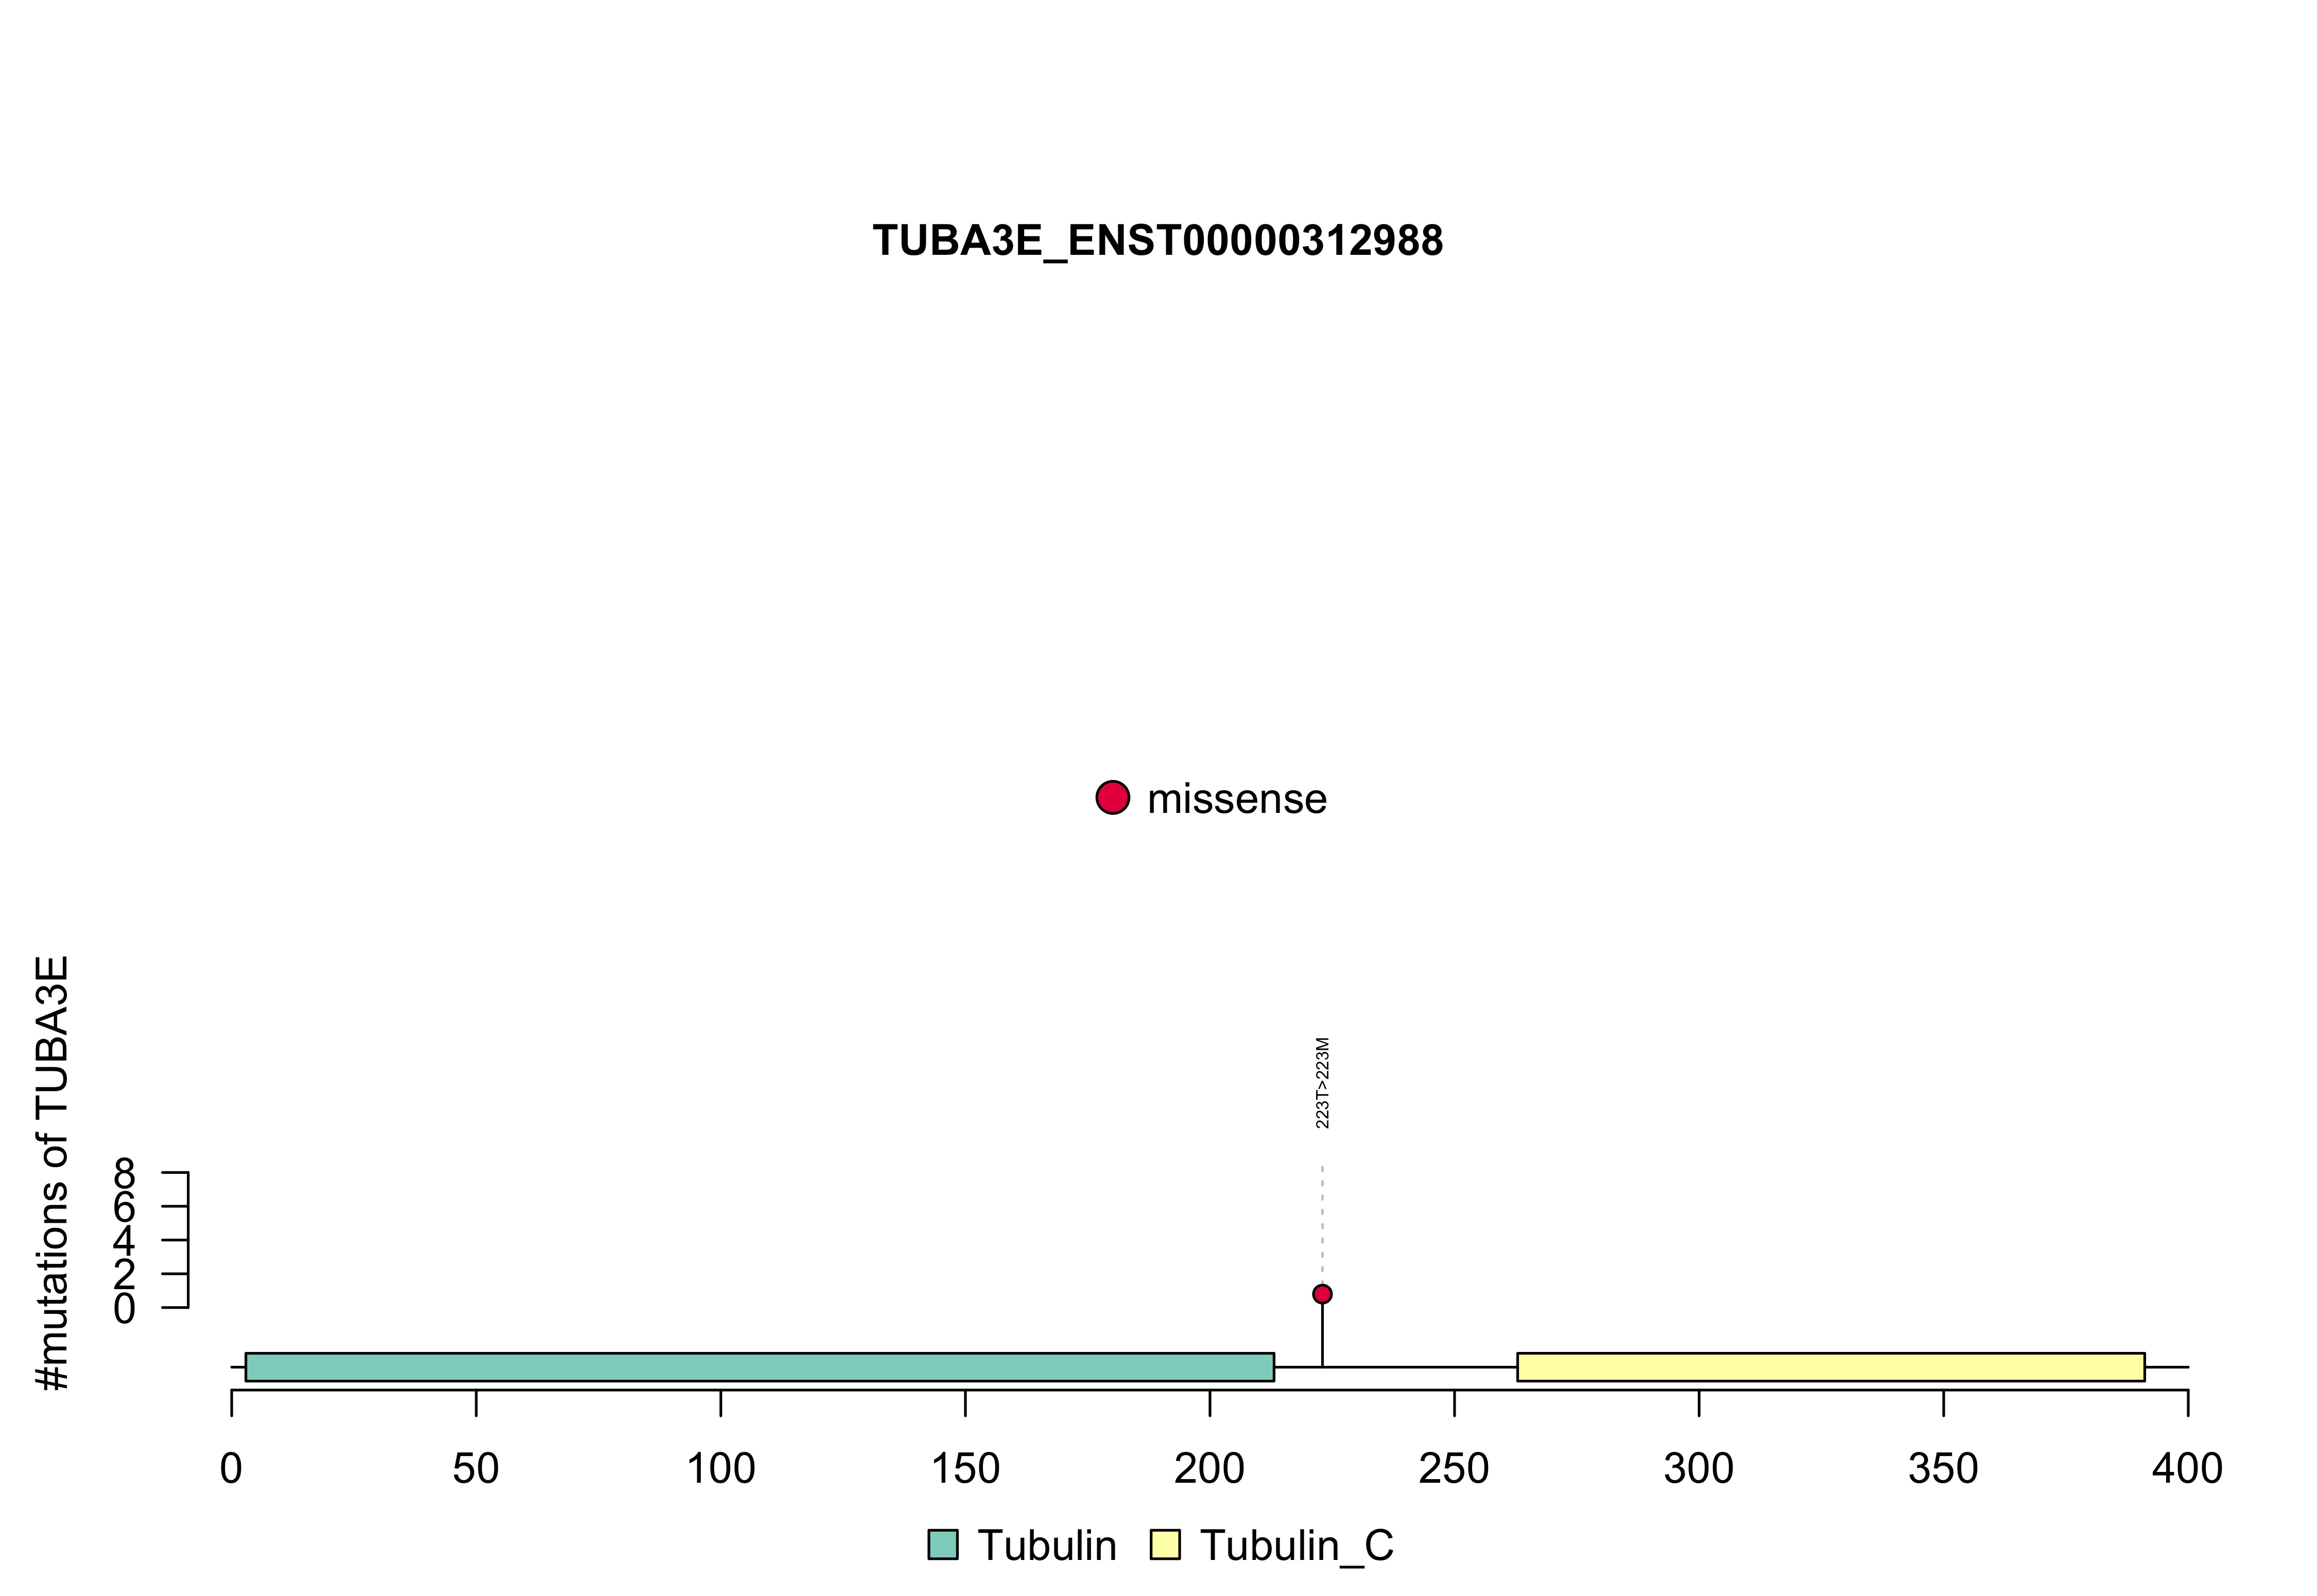 TUBA3E_ENST00000312988
missense
#mutations of TUBA3E
223T>223M
8
6
4
2
0
0 50 100 150 200 250 300 350 400
Tubulin Tubulin_C